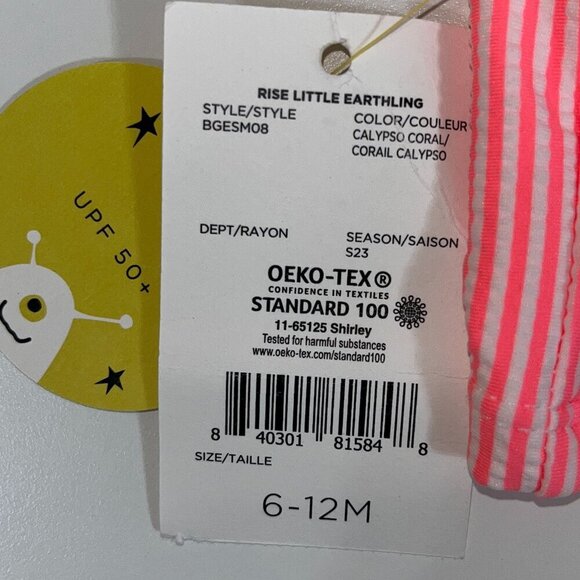 UPF 50+
RISE LITTLE EARTHLING
STYLE/STYLE
BGESM08
COLOR/COULEUR
CALYPSO CORAL/
CORAIL CALYPSO
DEPT/RAYON
SEASON/SAISON
S23
OEKO-TEX®
CONFIDENCE IN TEXTILES
STANDARD 100
11-65125 Shirley
Tested for harmful substances
www.oeko-tex.com/standard100
8 40301 81584 8
SIZE/TAILLE
6-12M